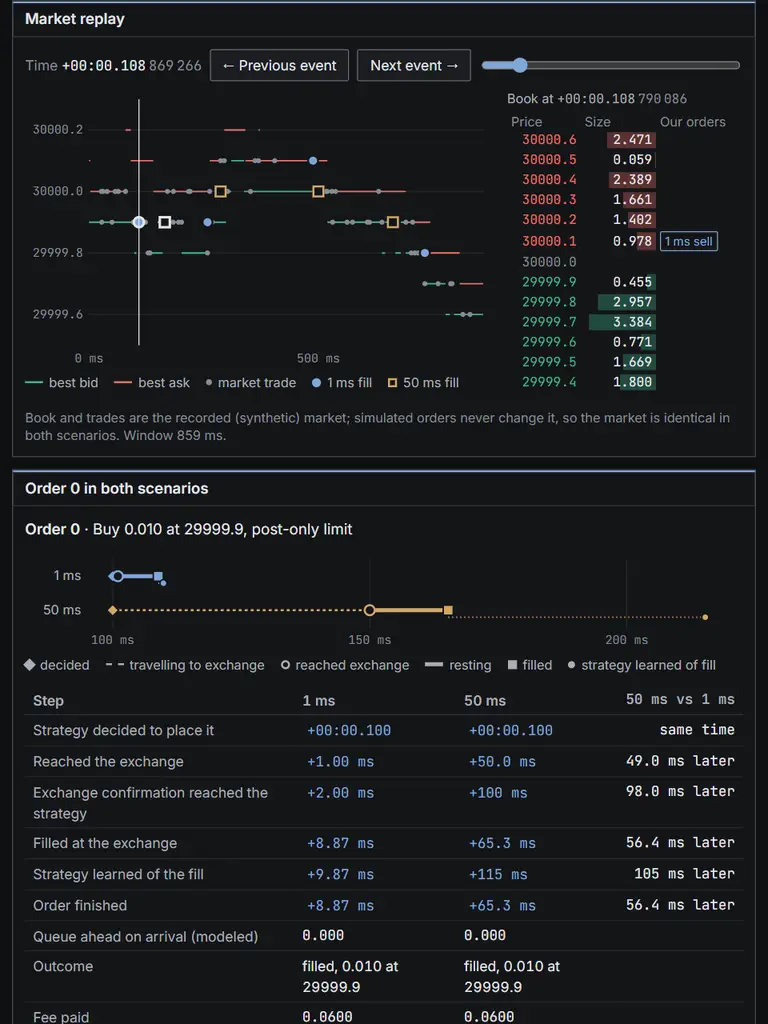 Market replay
Time +00:00.108 869 266 ← Previous event Next event →
Book at +00:00.108 790 086
Price Size Our orders
30000.6 2.471
30000.5 0.059
30000.4 2.389
30000.3 1.661
30000.2 1.402
30000.1 0.978 1 ms sell
30000.0
29999.9 0.455
29999.8 2.957
29999.7 3.384
29999.6 0.771
29999.5 1.669
29999.4 1.800
30000.2
30000.0
29999.8
29999.6
0 ms 500 ms
best bid best ask market trade 1 ms fill 50 ms fill
Book and trades are the recorded (synthetic) market; simulated orders never change it, so the market is identical in
both scenarios. Window 859 ms.
Order 0 in both scenarios
Order 0 · Buy 0.010 at 29999.9, post-only limit
1 ms
50 ms
100 ms 150 ms 200 ms
decided travelling to exchange reached exchange resting filled strategy learned of fill
Step 1 ms 50 ms 50 ms vs 1 ms
Strategy decided to place it +00:00.100 +00:00.100 same time
Reached the exchange +1.00 ms +50.0 ms 49.0 ms later
Exchange confirmation reached the
strategy +2.00 ms +100 ms 98.0 ms later
Filled at the exchange +8.87 ms +65.3 ms 56.4 ms later
Strategy learned of the fill +9.87 ms +115 ms 105 ms later
Order finished +8.87 ms +65.3 ms 56.4 ms later
Queue ahead on arrival (modeled) 0.000 0.000
Outcome filled, 0.010 at filled, 0.010 at
29999.9 29999.9
Fee paid 0.0600 0.0600